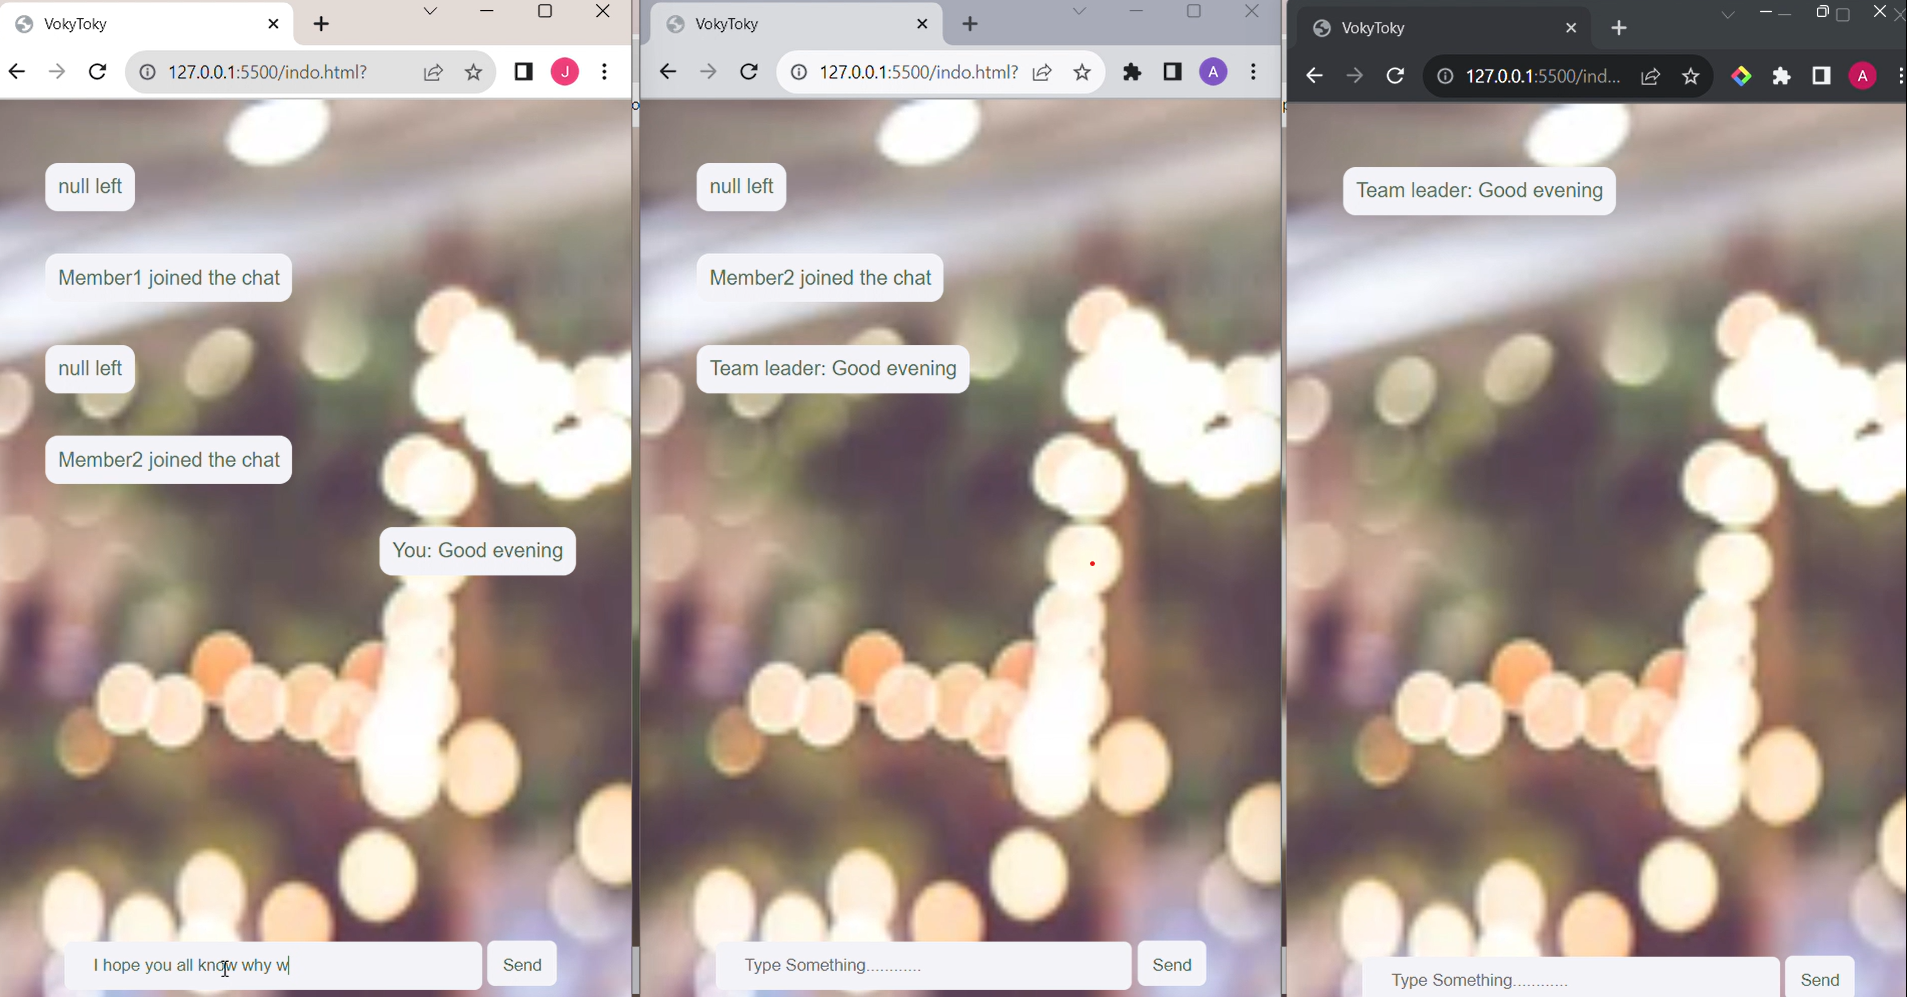 VokyToky
127.0.0.1:5500/indo.html?
J
null left
Member1 joined the chat
null left
Member2 joined the chat
You: Good evening
I hope you all know why w
Send
VokyToky
127.0.0.1:5500/indo.html?
A
null left
Member2 joined the chat
Team leader: Good evening
Type Something............
Send
VokyToky
127.0.0.1:5500/ind...
A
Team leader: Good evening
Type Something............
Send